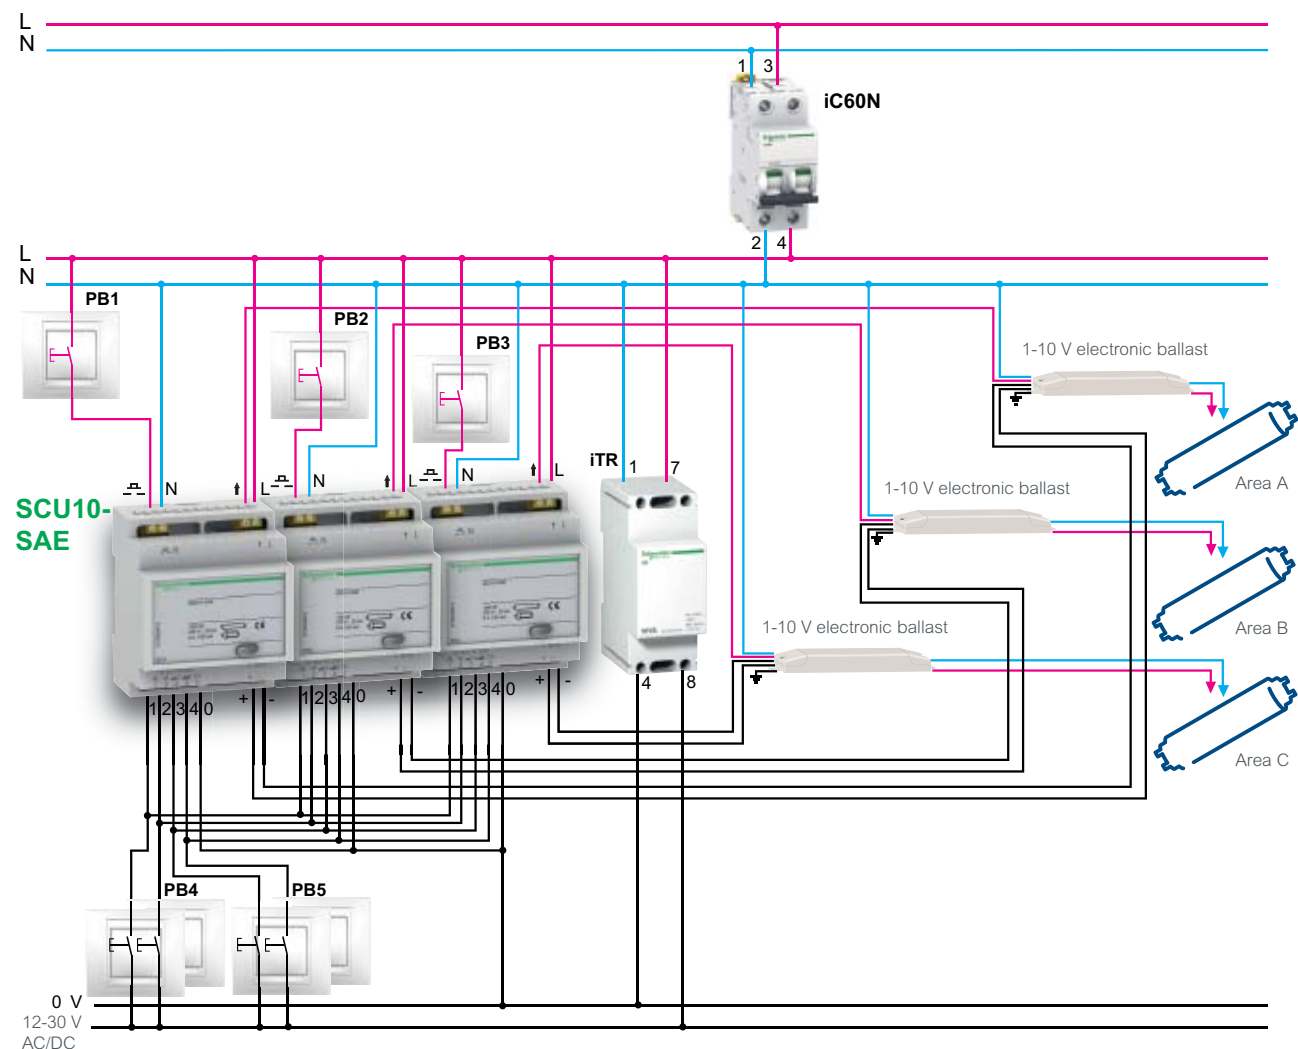 L
N
1 3
iC60N
2 4
L
N
PB1
PB2
PB3
1-10 V electronic ballast
iTR 1 7
N L N L N L
SCU10-
SAE
1-10 V electronic ballast
Area A
1-10 V electronic ballast
Area B
1 2 3 4 0 + -
1 2 3 4 0 + -
1 2 3 4 0 + -
4 8
Area C
PB4
PB5
0 V
12-30 V
AC/DC